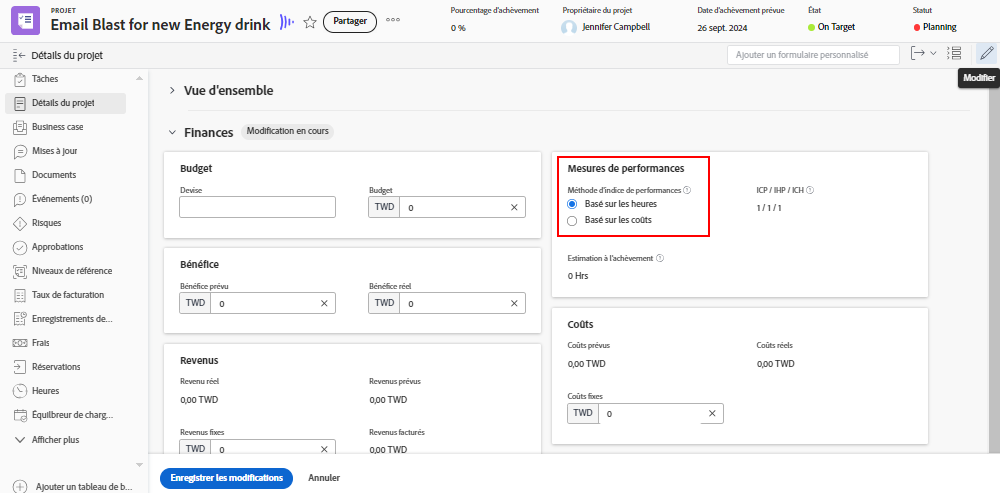 PROJET
Email Blast for new Energy drink
Partager
Pourcentage d'achèvement
0 %
Propriétaire du projet
Jennifer Campbell
Date d'achèvement prévue
26 sept. 2024
État
On Target
Statut
Planning
Détails du projet
Ajouter un formulaire personnalisé
Modifier
Tâches
Détails du projet
Business case
Mises à jour
Documents
Événements (0)
Risques
Approbations
Niveaux de référence
Taux de facturation
Enregistrements de...
Frais
Réservations
Heures
Équilbreur de charg...
Afficher plus
Ajouter un tableau de b...
Vue d'ensemble
Finances
Modification en cours
Budget
Devise
Budget
TWD 0
Bénéfice
Bénéfice prévu
TWD 0
Bénéfice réel
TWD 0
Revenus
Revenu réel
0,00 TWD
Revenus prévus
0,00 TWD
Revenus fixes
TWD 0
Revenus facturés
0,00 TWD
Mesures de performances
Méthode d'indice de performances
Basé sur les heures
Basé sur les coûts
ICP / IHP / ICH
1 / 1 / 1
Estimation à l'achèvement
0 Hrs
Coûts
Coûts prévus
0,00 TWD
Coûts réels
0,00 TWD
Coûts fixes
TWD 0
Enregistrer les modifications
Annuler